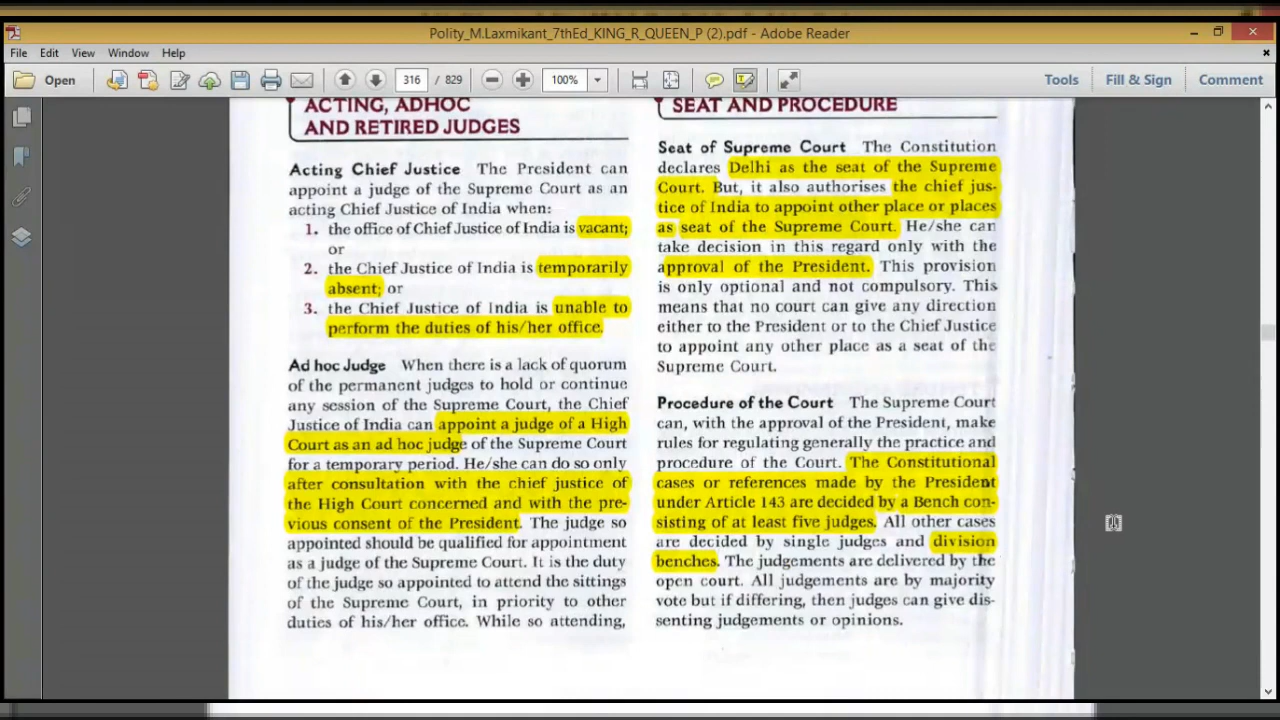 Polity_M.Laxmikant_7thEd_KING_R_QUEEN_P (2).pdf - Adobe Reader
File Edit View Window Help
Open 316 / 829 100% Tools Fill & Sign Comment
ACTING, ADHOC
AND RETIRED JUDGES
Acting Chief Justice The President can
appoint a judge of the Supreme Court as an
acting Chief Justice of India when:
1. the office of Chief Justice of India is vacant;
or
2. the Chief Justice of India is temporarily
absent; or
3. the Chief Justice of India is unable to
perform the duties of his/her office.
Ad hoc Judge When there is a lack of quorum
of the permanent judges to hold or continue
any session of the Supreme Court, the Chief
Justice of India can appoint a judge of a High
Court as an ad hoc judge of the Supreme Court
for a temporary period. He/she can do so only
after consultation with the chief justice of
the High Court concerned and with the pre-
vious consent of the President. The judge so
appointed should be qualified for appointment
as a judge of the Supreme Court. It is the duty
of the judge so appointed to attend the sittings
of the Supreme Court, in priority to other
duties of his/her office. While so attending,
SEAT AND PROCEDURE
Seat of Supreme Court The Constitution
declares Delhi as the seat of the Supreme
Court. But, it also authorises the chief jus-
tice of India to appoint other place or places
as seat of the Supreme Court. He/she can
take decision in this regard only with the
approval of the President. This provision
is only optional and not compulsory. This
means that no court can give any direction
either to the President or to the Chief Justice
to appoint any other place as a seat of the
Supreme Court.
Procedure of the Court The Supreme Court
can, with the approval of the President, make
rules for regulating generally the practice and
procedure of the Court. The Constitutional
cases or references made by the President
under Article 143 are decided by a Bench con-
sisting of at least five judges. All other cases
are decided by single judges and division
benches. The judgements are delivered by the
open court. All judgements are by majority
vote but if differing, then judges can give dis-
senting judgements or opinions.